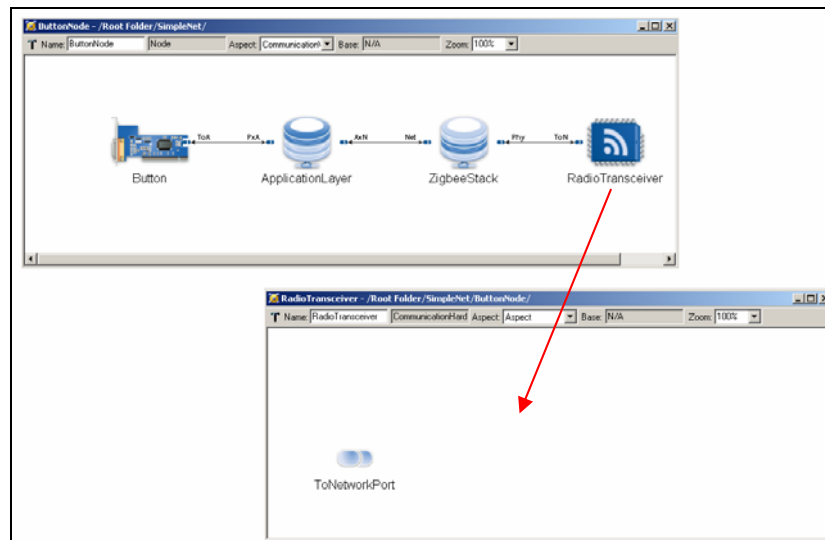 ButtonNode - /Root Folder/SimpleNet/
Name: ButtonNode Node Aspect: Communication Base: N/A Zoom: 100%
ToA PxA AxN Net Phy ToN
Button ApplicationLayer ZigbeeStack RadioTransceiver
RadioTransceiver - /Root Folder/SimpleNet/ButtonNode/
Name: RadioTransceiver CommunicationHard Aspect: Aspect Base: N/A Zoom: 100%
ToNetworkPort